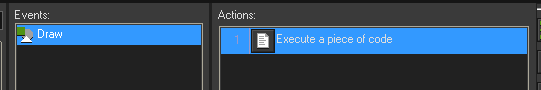 Events:
Actions:
Draw
1 Execute a piece of code